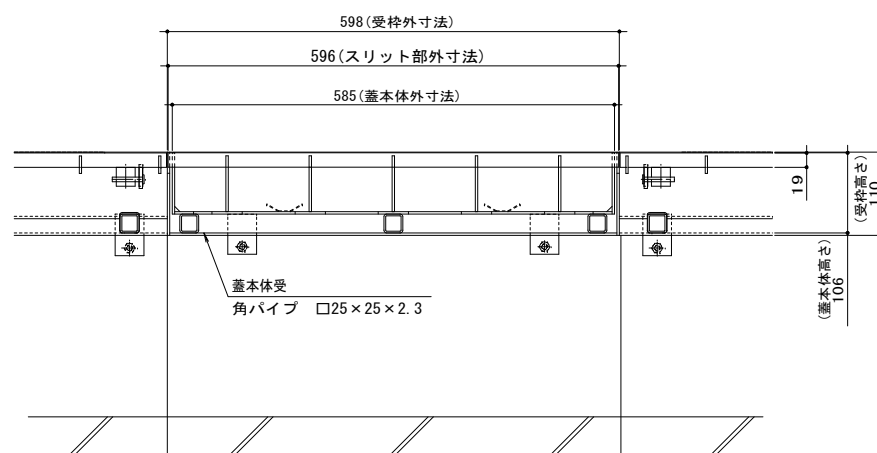 598(受枠外寸法)
596(スリット部外寸法)
585(蓋本体外寸法)
19
(受枠高さ)
110
(蓋本体高さ)
106
蓋本体受
角パイプ □25×25×2.3